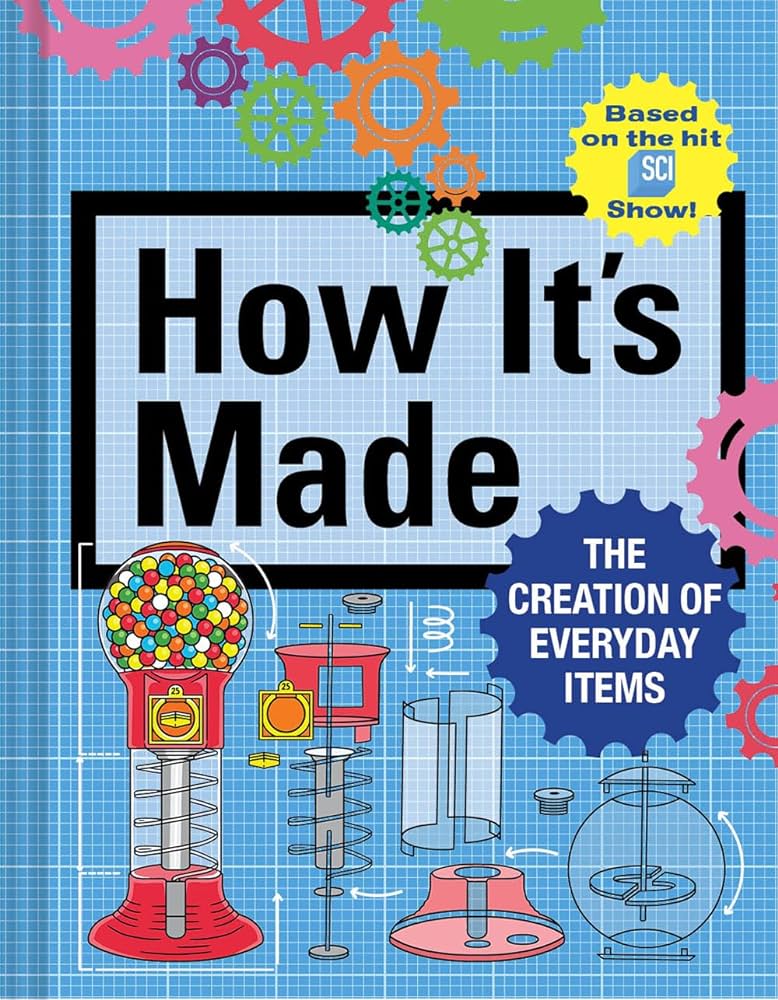 Based
on the hit
SCI
Show!
How It's
Made
THE
CREATION OF
EVERYDAY
ITEMS
25
25